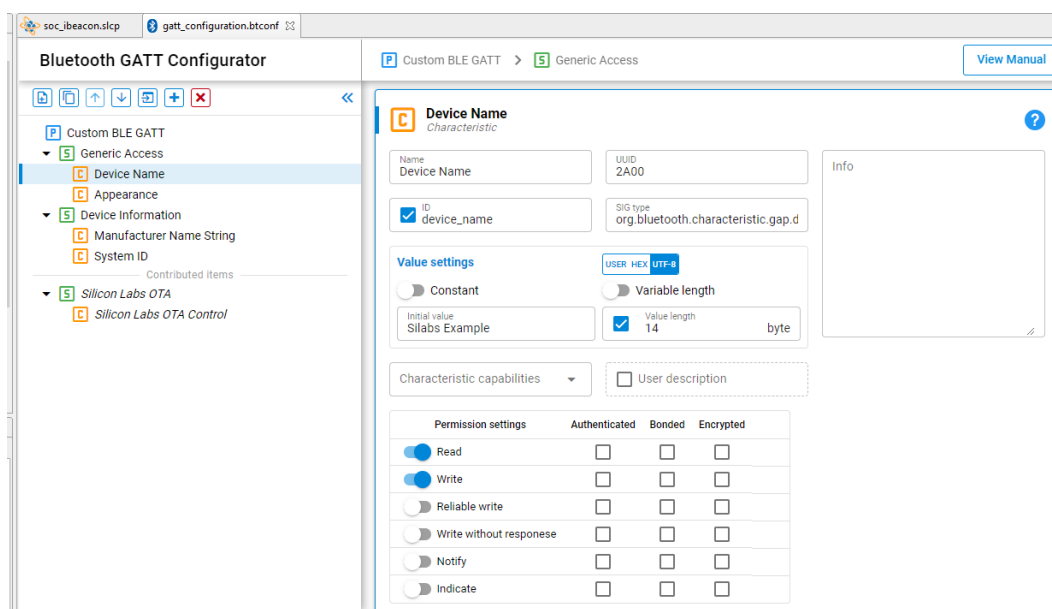 soc_ibeacon.slcp
gatt_configuration.btconf
Bluetooth GATT Configurator
P Custom BLE GATT > S Generic Access
View Manual
P Custom BLE GATT
S Generic Access
C Device Name
C Appearance
S Device Information
C Manufacturer Name String
C System ID
Contributed items
S Silicon Labs OTA
C Silicon Labs OTA Control
C Device Name
Characteristic
?
Name
Device Name
UUID
2A00
Info
ID
device_name
SIG type
org.bluetooth.characteristic.gap.d
Value settings
USER HEX UTF-8
Constant
Variable length
Initial value
Silabs Example
Value length
14 byte
Characteristic capabilities
User description
Permission settings Authenticated Bonded Encrypted
Read
Write
Reliable write
Write without responese
Notify
Indicate